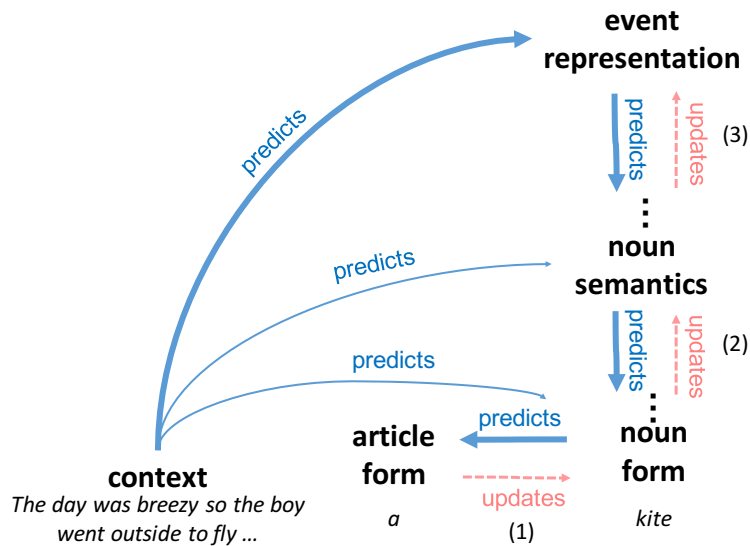 event
representation
predicts
predicts
updates
(3)
⋮
predicts
noun
semantics
predicts
updates
(2)
predicts
⋮
predicts
article
form
noun
form
context
updates
The day was breezy so the boy
went outside to fly ...
a
(1)
kite